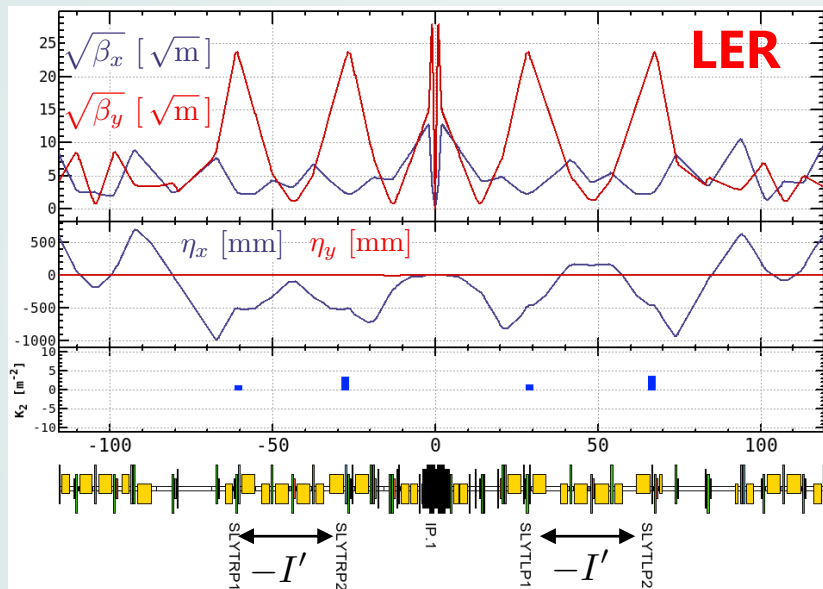 LER
√β_x [√m]
√β_y [√m]
25
20
15
10
5
0
η_x [mm] η_y [mm]
500
0
-500
-1000
K₂ [m⁻²]
10
5
0
-5
-10
-100 -50 0 50 100
SLYTRP1
SLYTRP2
IP.1
SLYTLP1
SLYTLP2
−I′
−I′